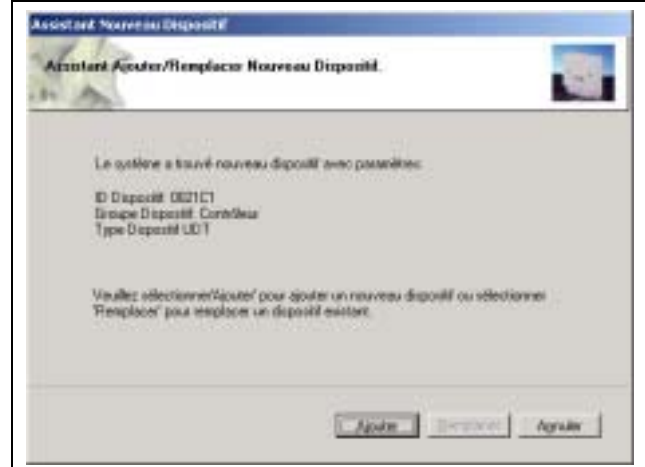 Assistant Nouveau Dispositif
Assistant Ajouter/Remplacer Nouveau Dispositif.
Le système a trouvé nouveau dispositif avec paramètres:
ID Dispositif: 0021C1
Groupe Dispositif: Contrôleur
Type Dispositif UDT
Veuillez sélectionner'Ajouter' pour ajouter un nouveau dispositif ou sélectionner
'Remplacer' pour remplacer un dispositif existant.
Ajouter Remplacer Annuler